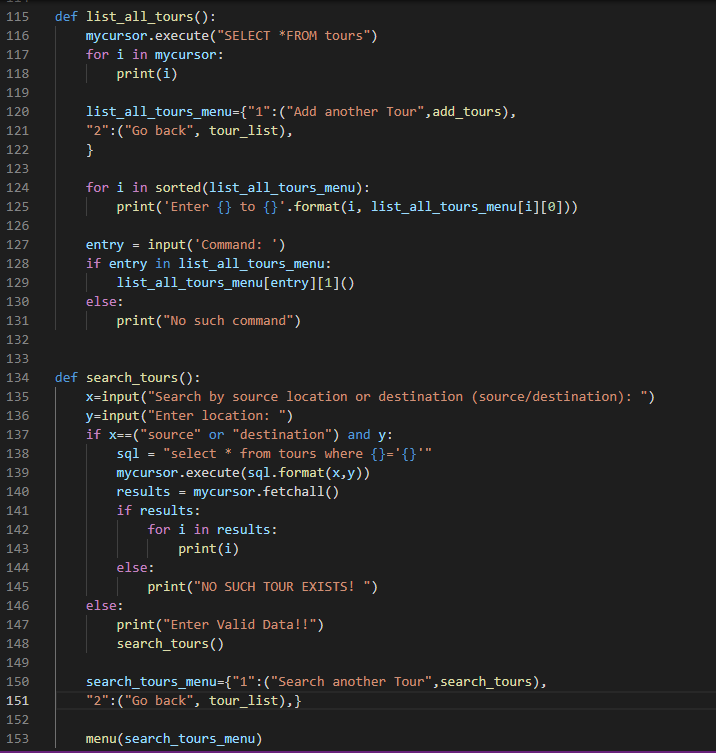 115 def list_all_tours():
116     mycursor.execute("SELECT *FROM tours")
117     for i in mycursor:
118         print(i)
119
120     list_all_tours_menu={"1":("Add another Tour",add_tours),
121     "2":("Go back", tour_list),
122     }
123
124     for i in sorted(list_all_tours_menu):
125         print('Enter {} to {}'.format(i, list_all_tours_menu[i][0]))
126
127     entry = input('Command: ')
128     if entry in list_all_tours_menu:
129         list_all_tours_menu[entry][1]()
130     else:
131         print("No such command")
132
133
134 def search_tours():
135     x=input("Search by source location or destination (source/destination): ")
136     y=input("Enter location: ")
137     if x==("source" or "destination") and y:
138         sql = "select * from tours where {}='{}'"
139         mycursor.execute(sql.format(x,y))
140         results = mycursor.fetchall()
141         if results:
142             for i in results:
143                 print(i)
144         else:
145             print("NO SUCH TOUR EXISTS! ")
146     else:
147         print("Enter Valid Data!!")
148         search_tours()
149
150     search_tours_menu={"1":("Search another Tour",search_tours),
151     "2":("Go back", tour_list),}
152
153     menu(search_tours_menu)